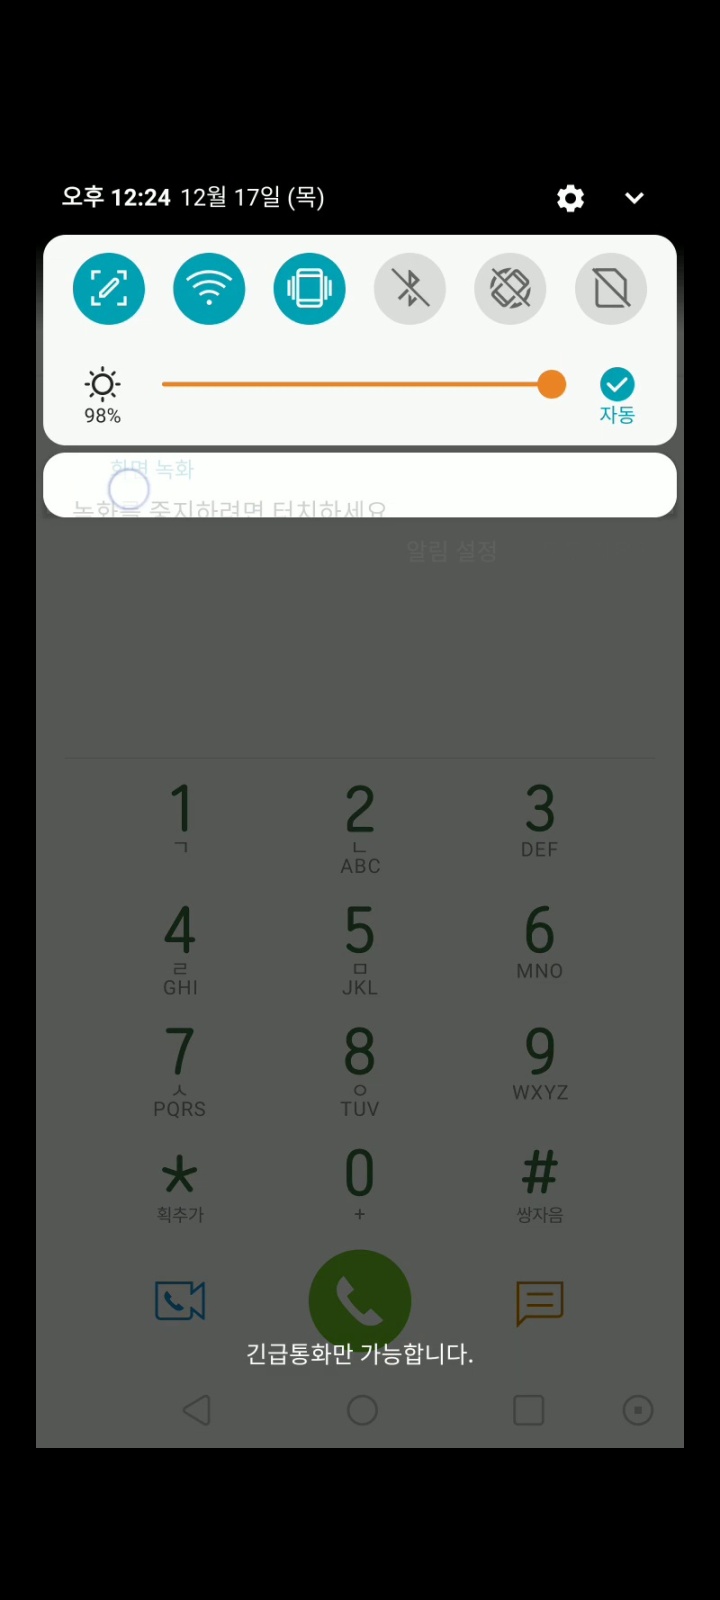 오후 12:24 12월 17일 (목)
98%
자동
화면 녹화
녹화를 중지하려면 터치하세요
알림 설정
1 2 3
ㄱ ㄴ DEF
ABC
4 5 6
ㄹ ㅁ MNO
GHI JKL
7 8 9
ㅅ ㅇ WXYZ
PQRS TUV
* 0 #
획추가 + 쌍자음
긴급통화만 가능합니다.